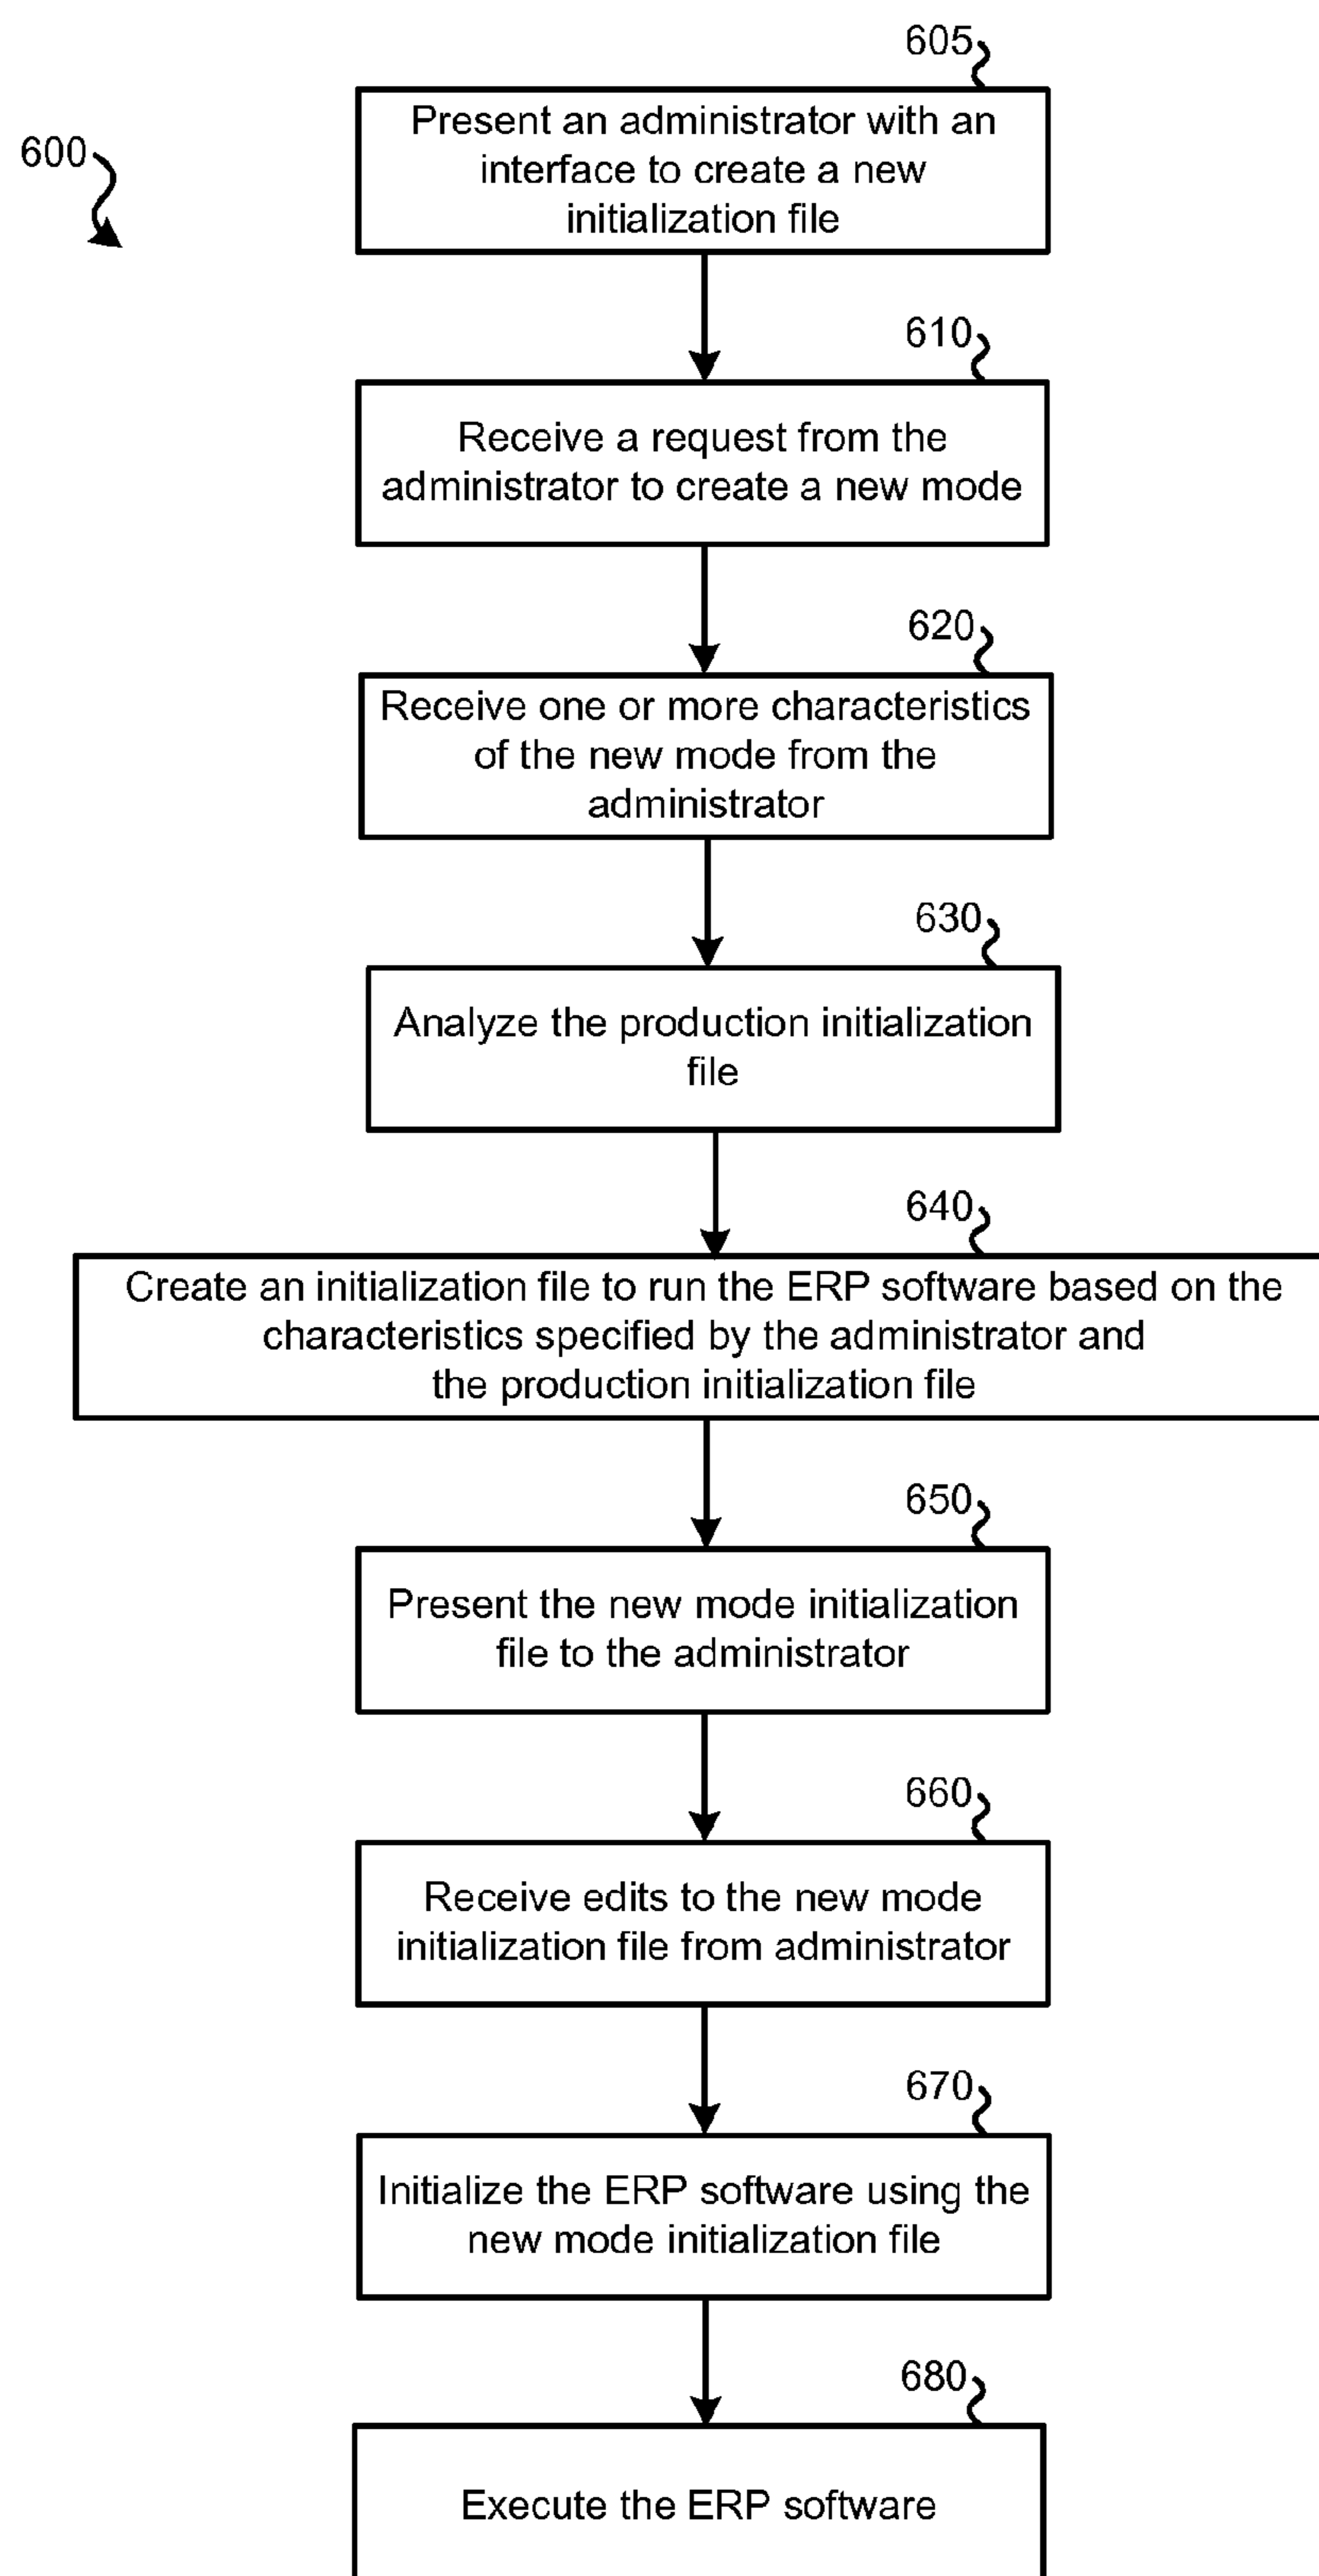 605
600
Present an administrator with an
interface to create a new
initialization file
610
Receive a request from the
administrator to create a new mode
620
Receive one or more characteristics
of the new mode from the
administrator
630
Analyze the production initialization
file
640
Create an initialization file to run the ERP software based on the
characteristics specified by the administrator and
the production initialization file
650
Present the new mode initialization
file to the administrator
660
Receive edits to the new mode
initialization file from administrator
670
Initialize the ERP software using the
new mode initialization file
680
Execute the ERP software